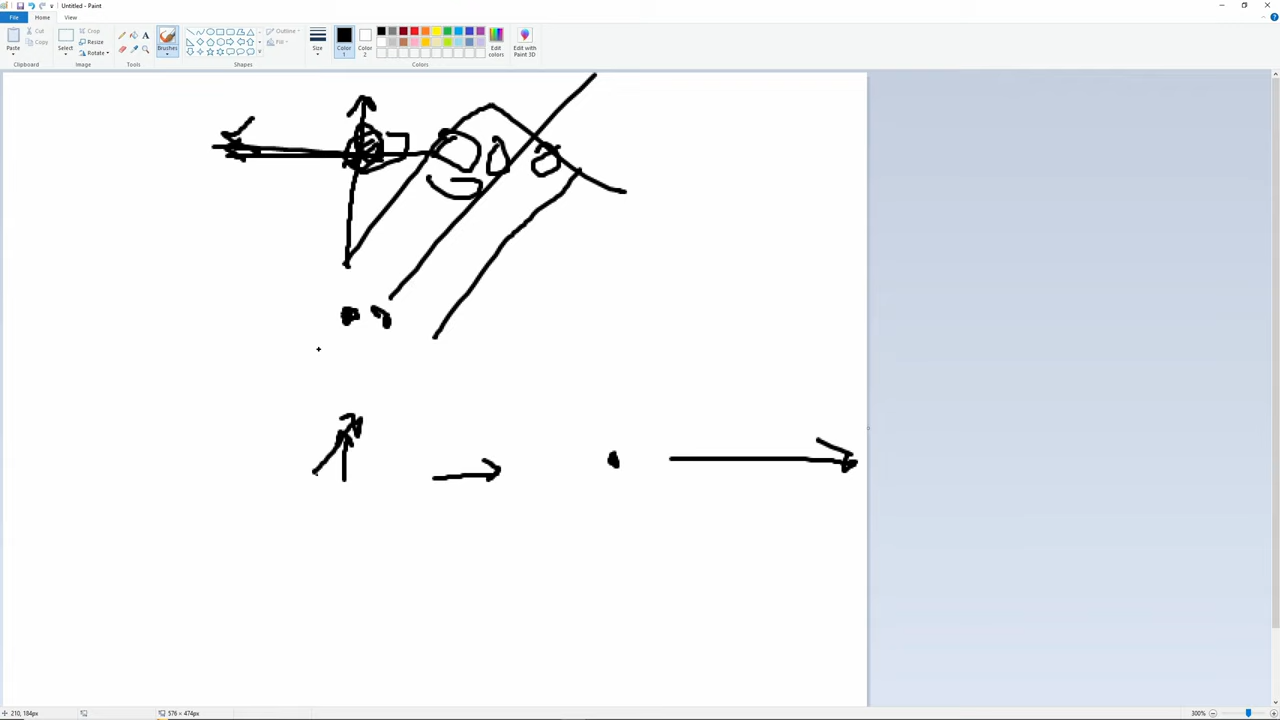 Untitled - Paint
File Home View
Paste
Cut
Copy
Clipboard
Select
Crop
Resize
Rotate
Image
Tools
Brushes
Outline
Fill
Shapes
Size
Color 1
Color 2
Edit colors
Edit with Paint 3D
Colors
210, 184px
576 × 474px
300%